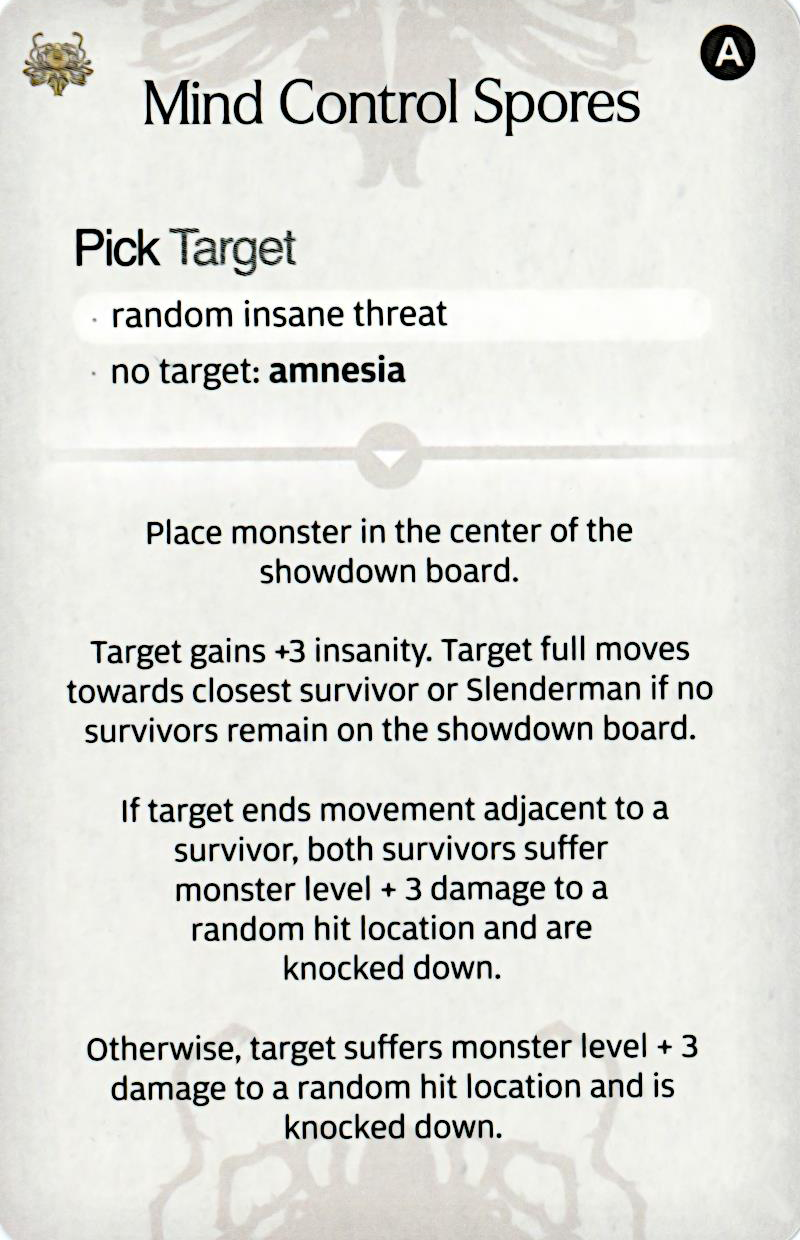 A
Mind Control Spores
Pick Target
· random insane threat
· no target: amnesia
Place monster in the center of the
showdown board.
Target gains +3 insanity. Target full moves
towards closest survivor or Slenderman if no
survivors remain on the showdown board.
If target ends movement adjacent to a
survivor, both survivors suffer
monster level + 3 damage to a
random hit location and are
knocked down.
Otherwise, target suffers monster level + 3
damage to a random hit location and is
knocked down.